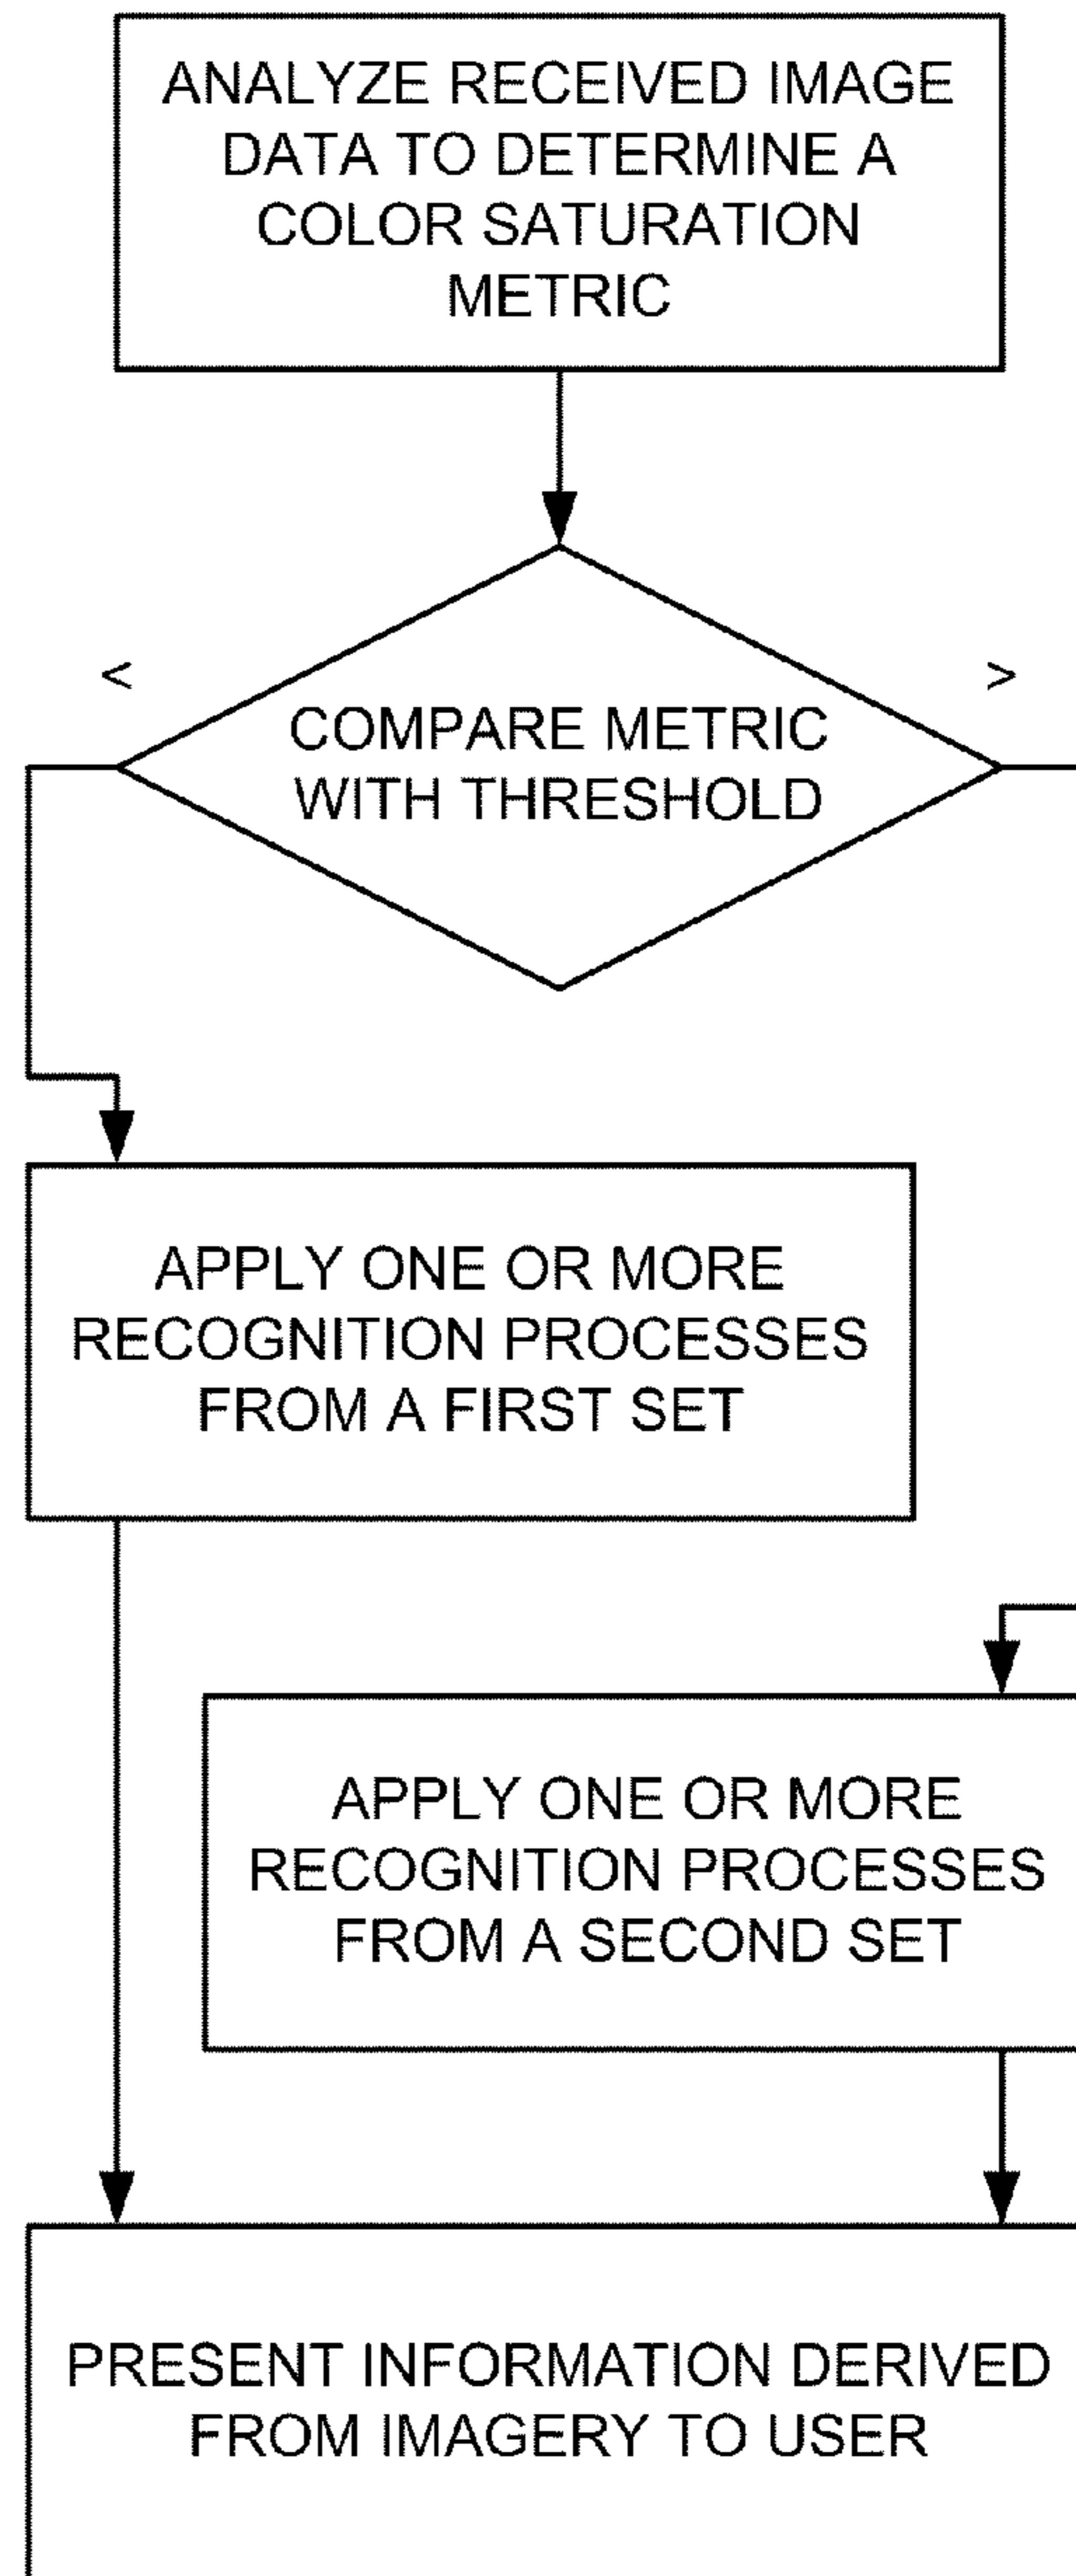 ANALYZE RECEIVED IMAGE
DATA TO DETERMINE A
COLOR SATURATION
METRIC
<
>
COMPARE METRIC
WITH THRESHOLD
APPLY ONE OR MORE
RECOGNITION PROCESSES
FROM A FIRST SET
APPLY ONE OR MORE
RECOGNITION PROCESSES
FROM A SECOND SET
PRESENT INFORMATION DERIVED
FROM IMAGERY TO USER